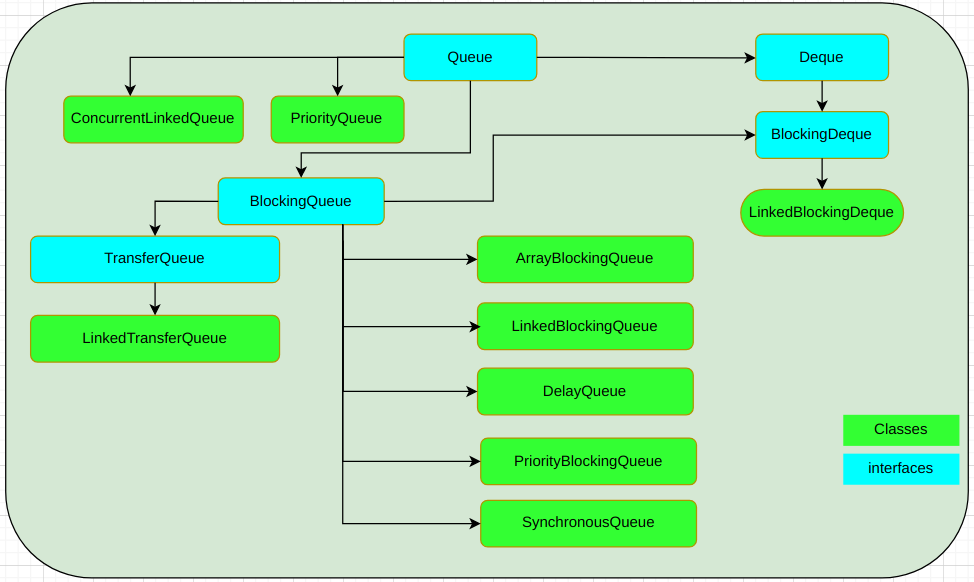 Queue
Deque
ConcurrentLinkedQueue
PriorityQueue
BlockingDeque
BlockingQueue
LinkedBlockingDeque
TransferQueue
ArrayBlockingQueue
LinkedTransferQueue
LinkedBlockingQueue
DelayQueue
Classes
PriorityBlockingQueue
interfaces
SynchronousQueue